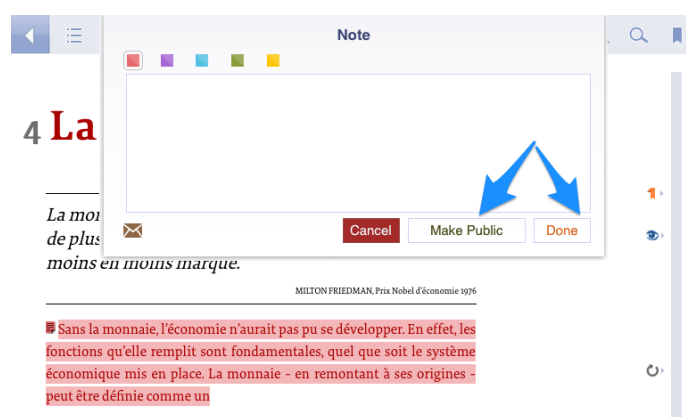 Note
4 La
La mon
de plus
Cancel
Make Public
Done
moins en moins marqué.
MILTON FRIEDMAN, Prix Nobel d'économie 1976
Sans la monnaie, l'économie n'aurait pas pu se développer. En effet, les
fonctions qu'elle remplit sont fondamentales, quel que soit le système
économique mis en place. La monnaie - en remontant à ses origines -
peut être définie comme un